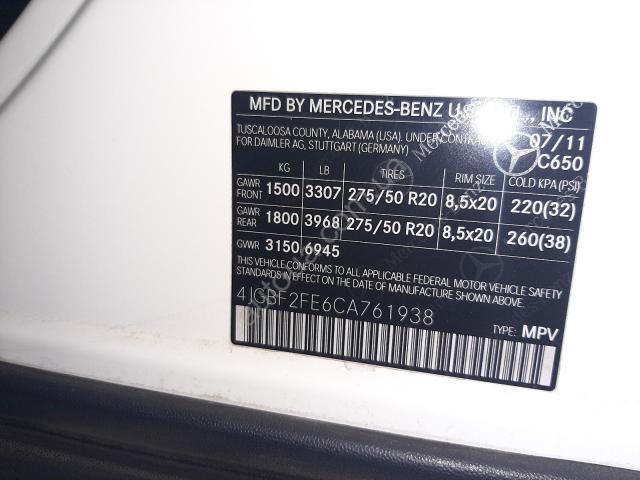 MFD BY MERCEDES-BENZ U.S. , INC
TUSCALOOSA COUNTY, ALABAMA (USA). UNDER CONTRACT 07/11
FOR DAIMLER AG, STUTTGART (GERMANY) C650
KG LB TIRES RIM SIZE COLD KPA(PSI)
GAWR FRONT 1500 3307 275/50 R20 8,5x20 220(32)
GAWR REAR 1800 3968 275/50 R20 8,5x20 260(38)
GVWR 3150 6945
THIS VEHICLE CONFORMS TO ALL APPLICABLE FEDERAL MOTOR VEHICLE SAFETY
STANDARDS IN EFFECT ON THE DATE OF MANUFACTURE SHOWN ABOVE.
4JGBF2FE6CA761938
TYPE: MPV